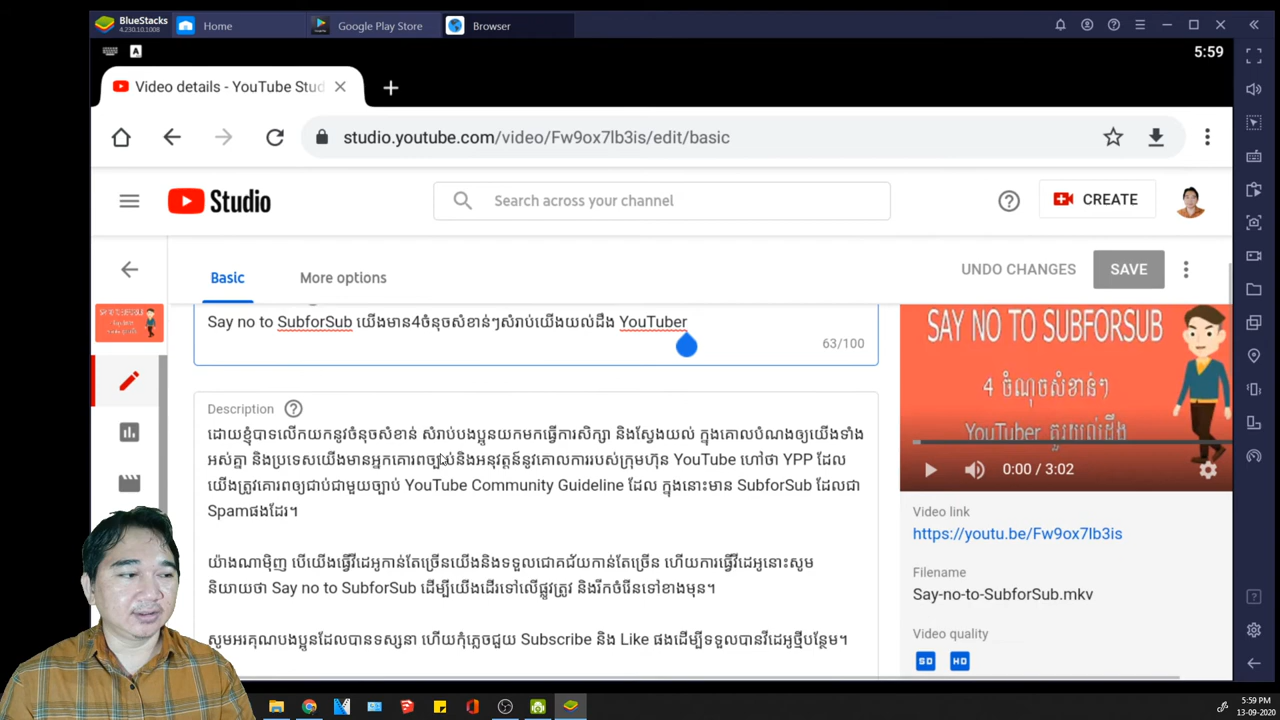 BlueStacks
4.230.10.1008
Home
Google Play Store
Browser
5:59
Video details - YouTube Stud
studio.youtube.com/video/Fw9ox7lb3is/edit/basic
Studio
Search across your channel
CREATE
Basic
More options
UNDO CHANGES
SAVE
Say no to SubforSub យើងមាន4ចំនុចសំខាន់ៗសំរាប់យើងយល់ដឹង YouTuber
63/100
Description
ដោយខ្ញុំបាទលើកយកនូវចំនុចសំខាន់ សំរាប់បងប្អូនយកមកធ្វើការសិក្សា និងស្វែងយល់ ក្នុងគោលបំណងឲ្យយើងទាំង
អស់គ្នា និងប្រទេសយើងមានអ្នកគោរពច្បាប់និងអនុវត្តន៍នូវគោលការរបស់ក្រុមហ៊ុន YouTube ហៅថា YPP ដែល
យើងត្រូវគោរពឲ្យជាប់ជាមួយច្បាប់ YouTube Community Guideline ដែល ក្នុងនោះមាន SubforSub ដែលជា
Spamផងដែរ។
យ៉ាងណាម៉ិញ បើយើងធ្វើវីដេអូកាន់តែច្រើនយើងនិងទទួលជោគជ័យកាន់តែច្រើន ហើយការធ្វើវីដេអូនោះសូម
និយាយថា Say no to SubforSub ដើម្បីយើងដើរទៅលើផ្លូវត្រូវ និងរីកចំរើនទៅខាងមុន។
សូមអរគុណបងប្អូនដែលបានទស្សនា ហើយកុំភ្លេចជួយ Subscribe និង Like ផងដើម្បីទទួលបានវីដេអូថ្មីបន្ថែម។
SAY NO TO SUBFORSUB
4 ចំណុចសំខាន់ៗ
YouTuber គួរយល់ដឹង
0:00 / 3:02
Video link
https://youtu.be/Fw9ox7lb3is
Filename
Say-no-to-SubforSub.mkv
Video quality
SD
HD
SAY NO TO SUBFORSUB
5:59 PM
13-09-2020